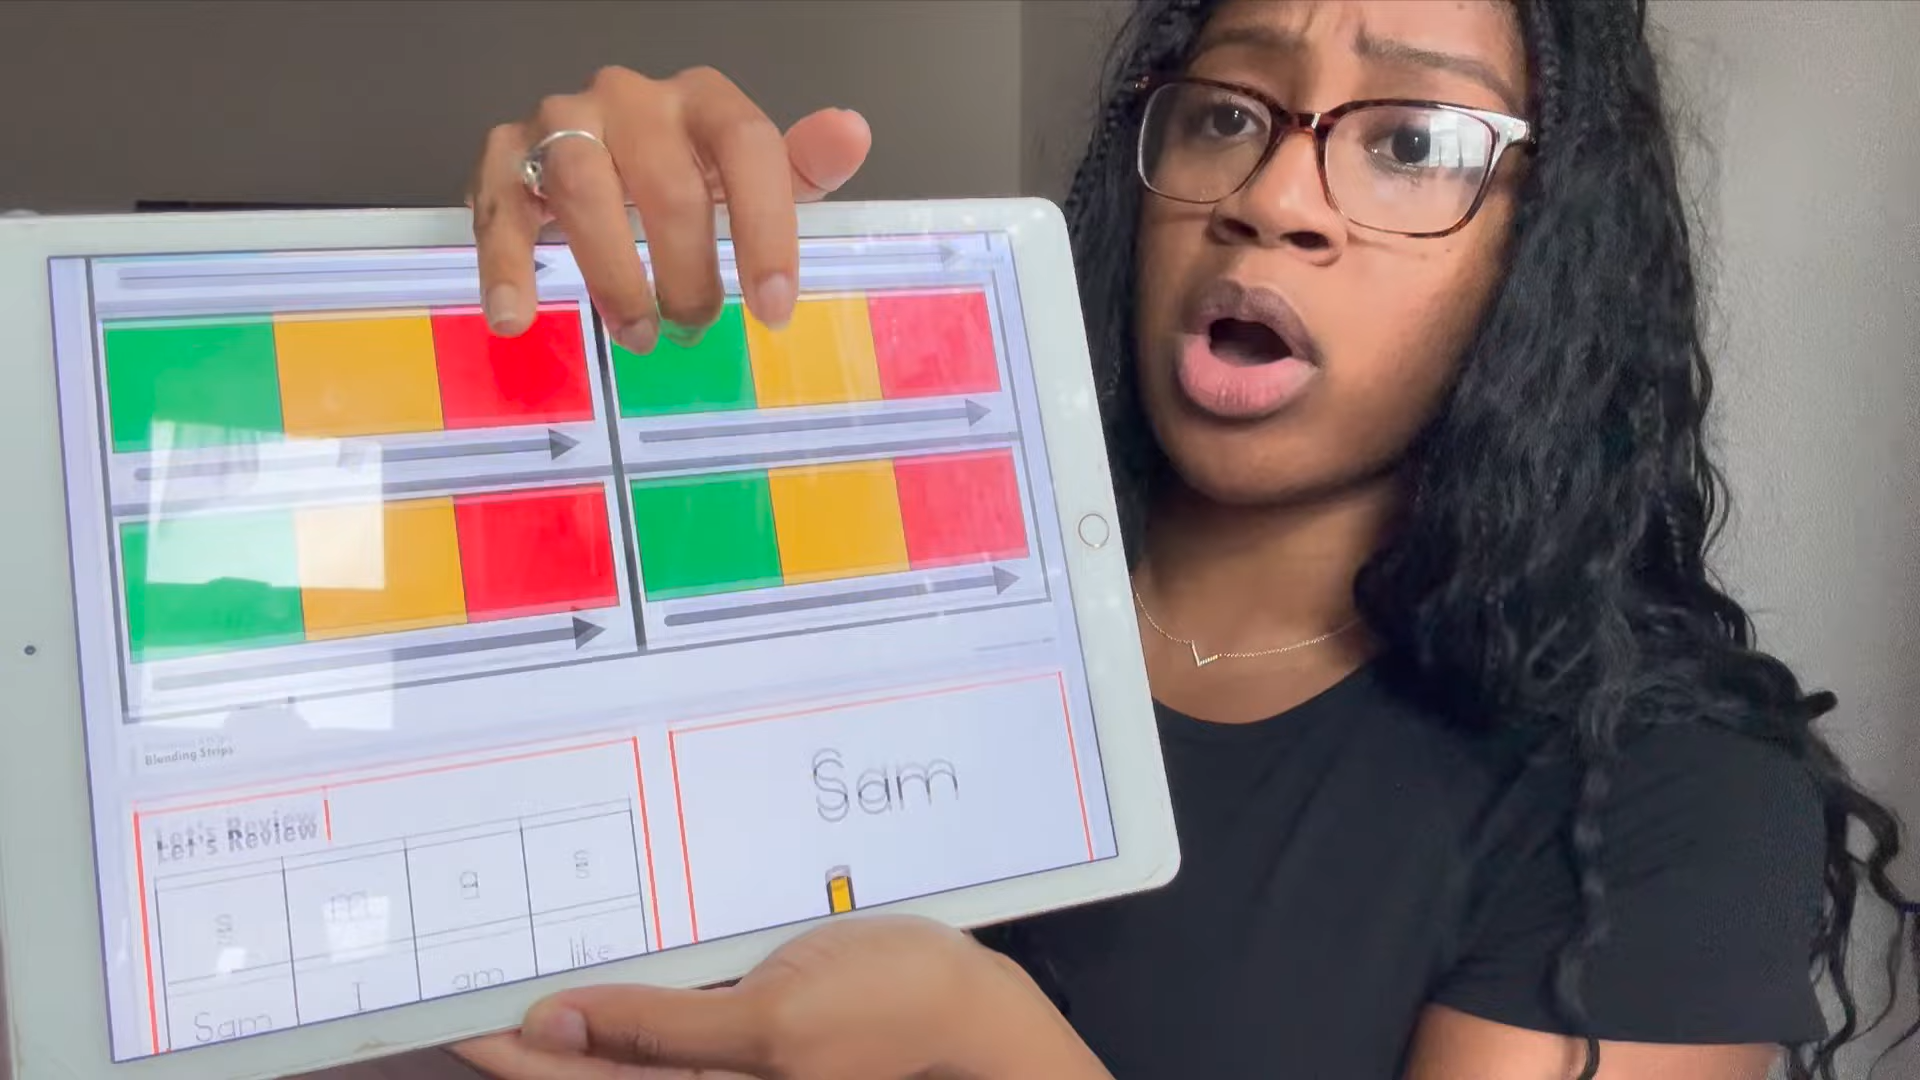 Blending Strips
Let's Review
s m a s
Sam I am like
Sam